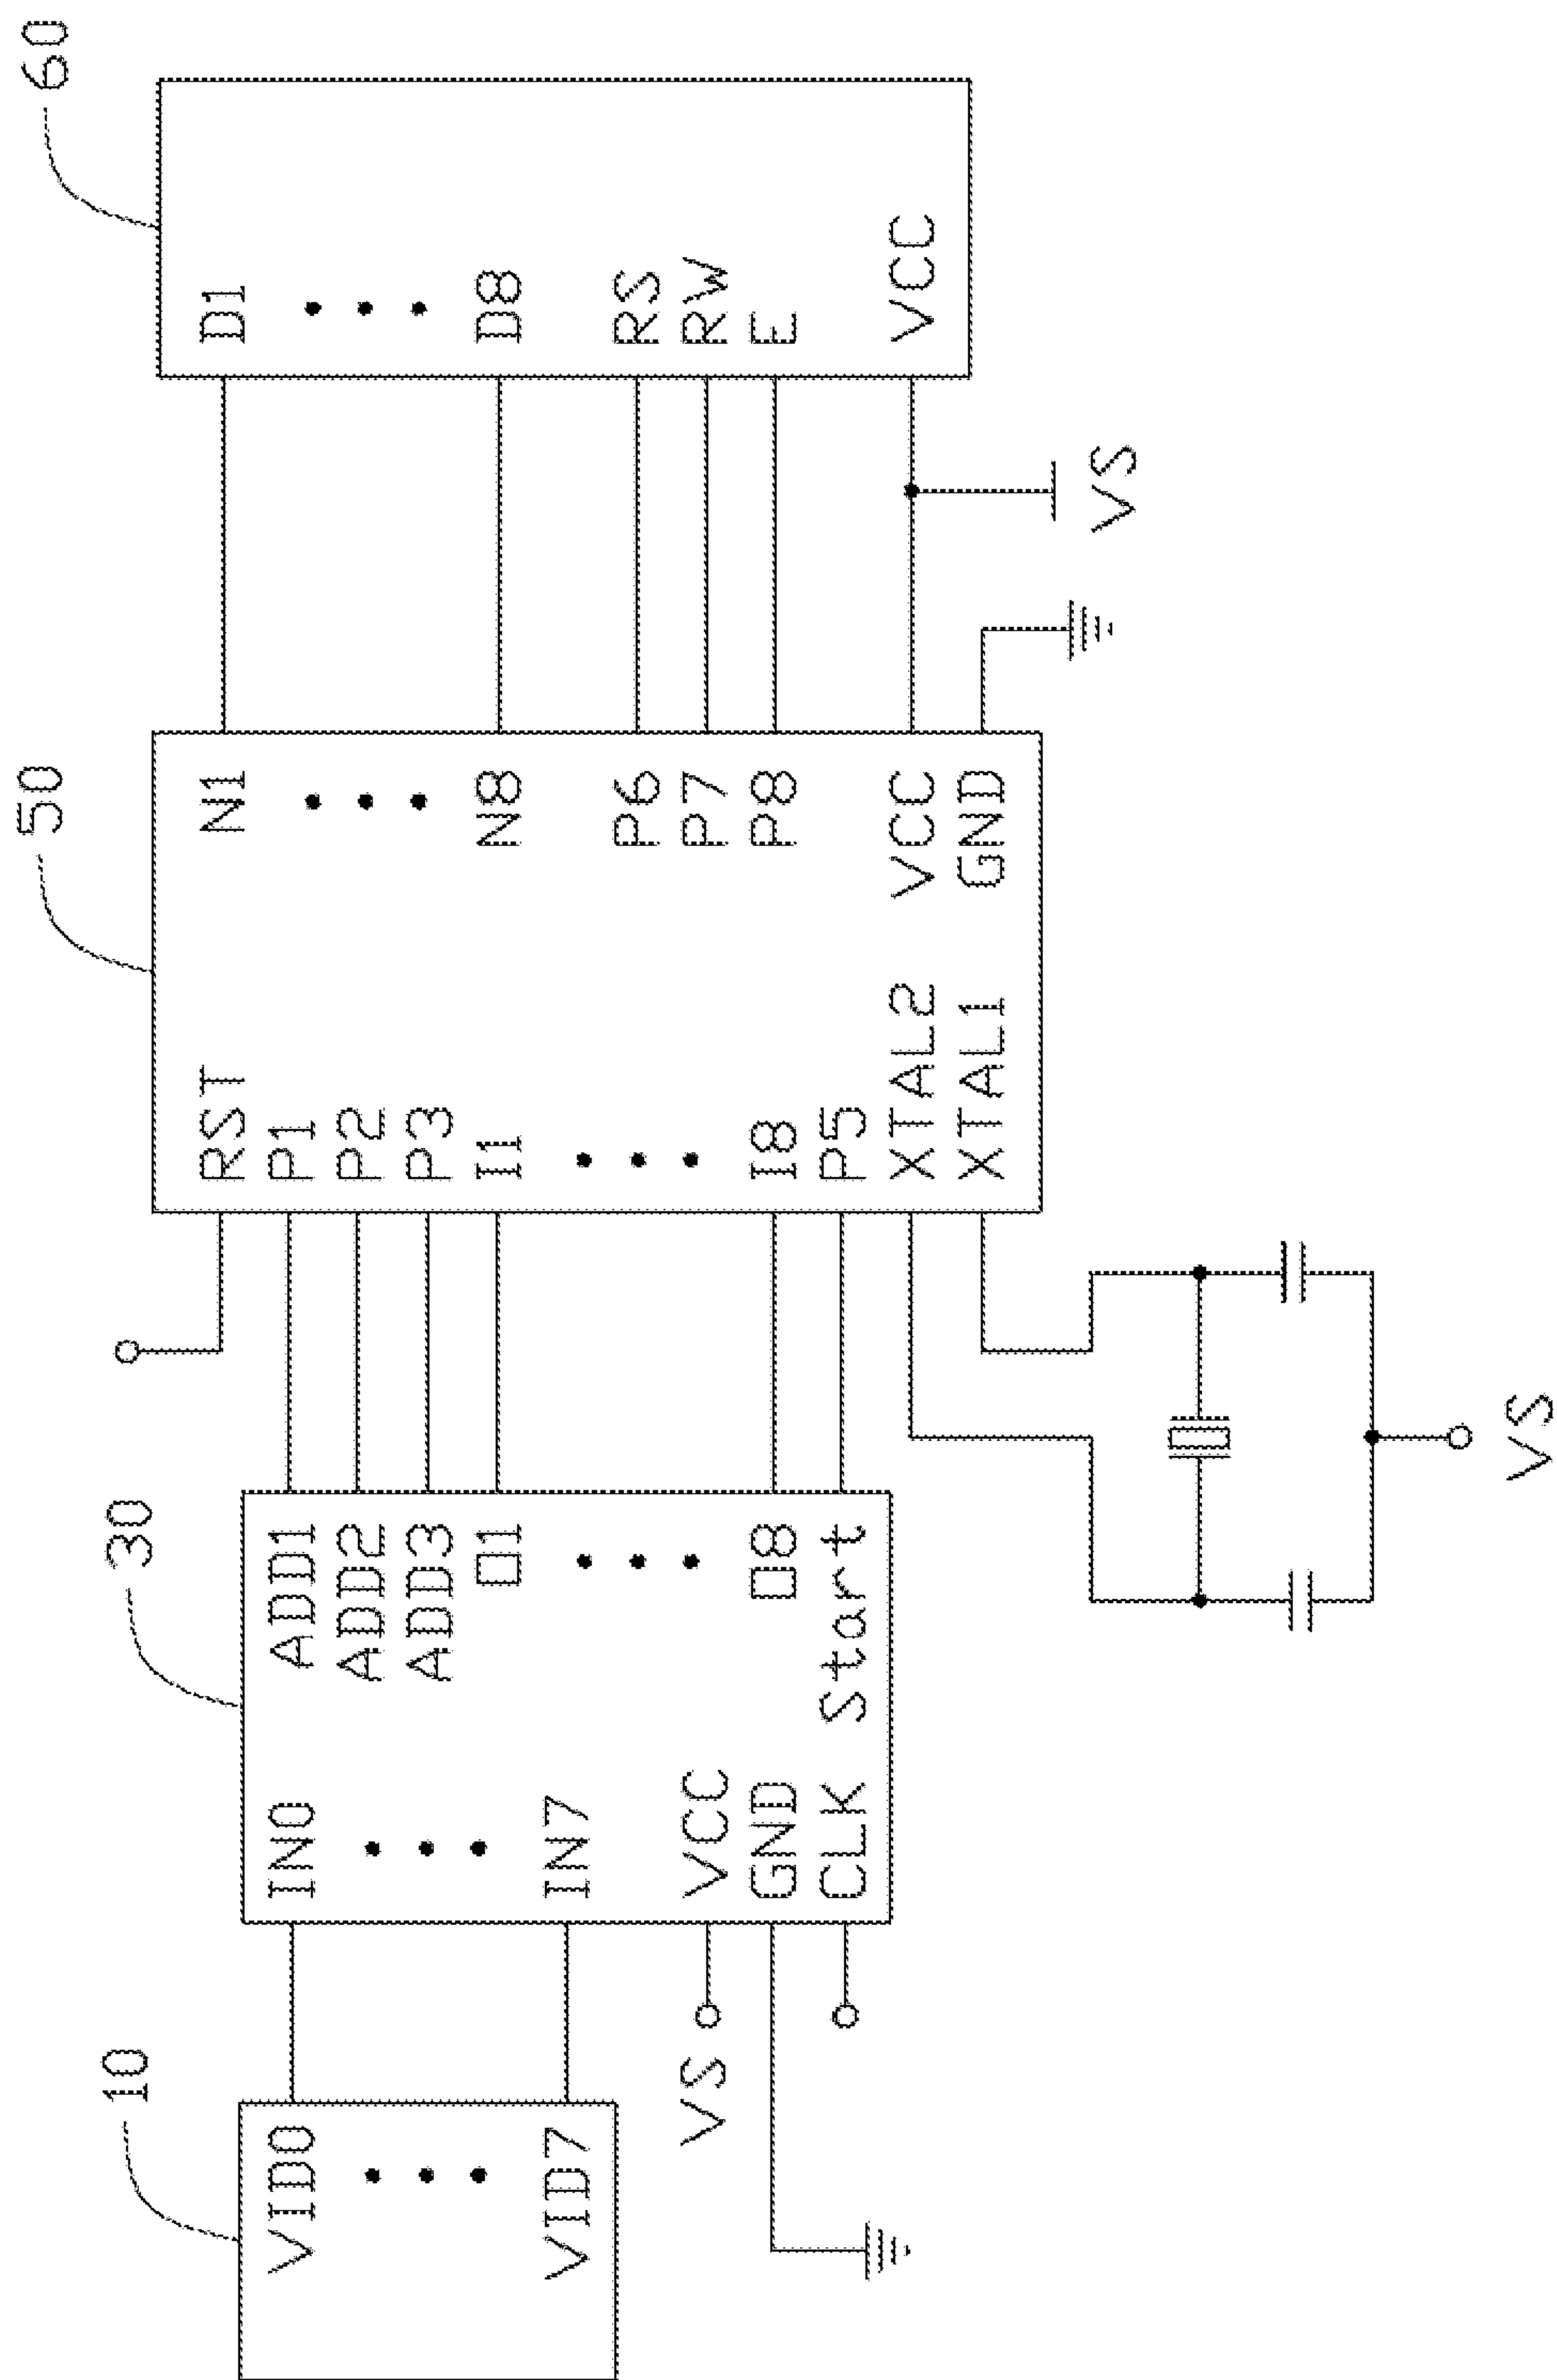 10
VID0
VID7
30
IN0
IN7
VCC
GND
CLK
ADD1
ADD2
ADD3
O1
O8
Start
VS
50
RST
P1
P2
P3
I1
I8
P5
XTAL2
XTAL1
N1
N8
P6
P7
P8
VCC
GND
VS
VS
60
D1
D8
RS
RW
E
VCC